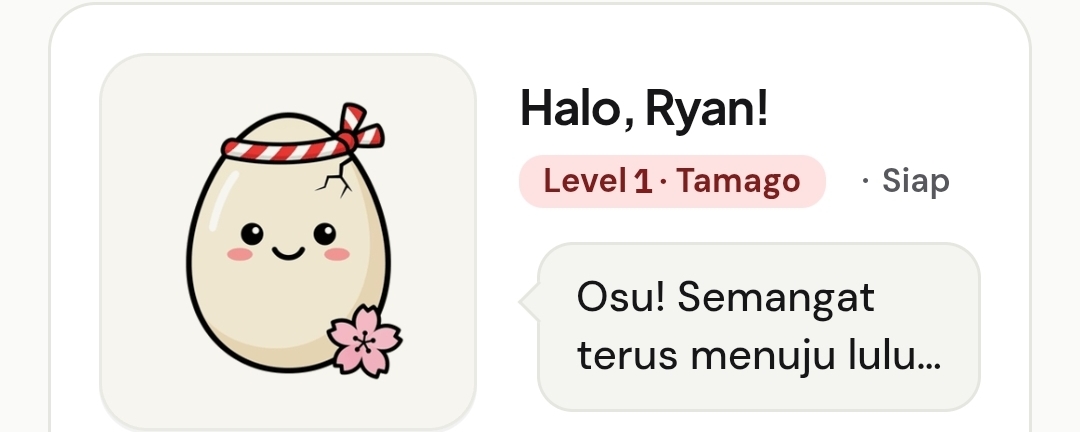 Halo, Ryan!
Level 1 · Tamago · Siap
Osu! Semangat
terus menuju lulu...